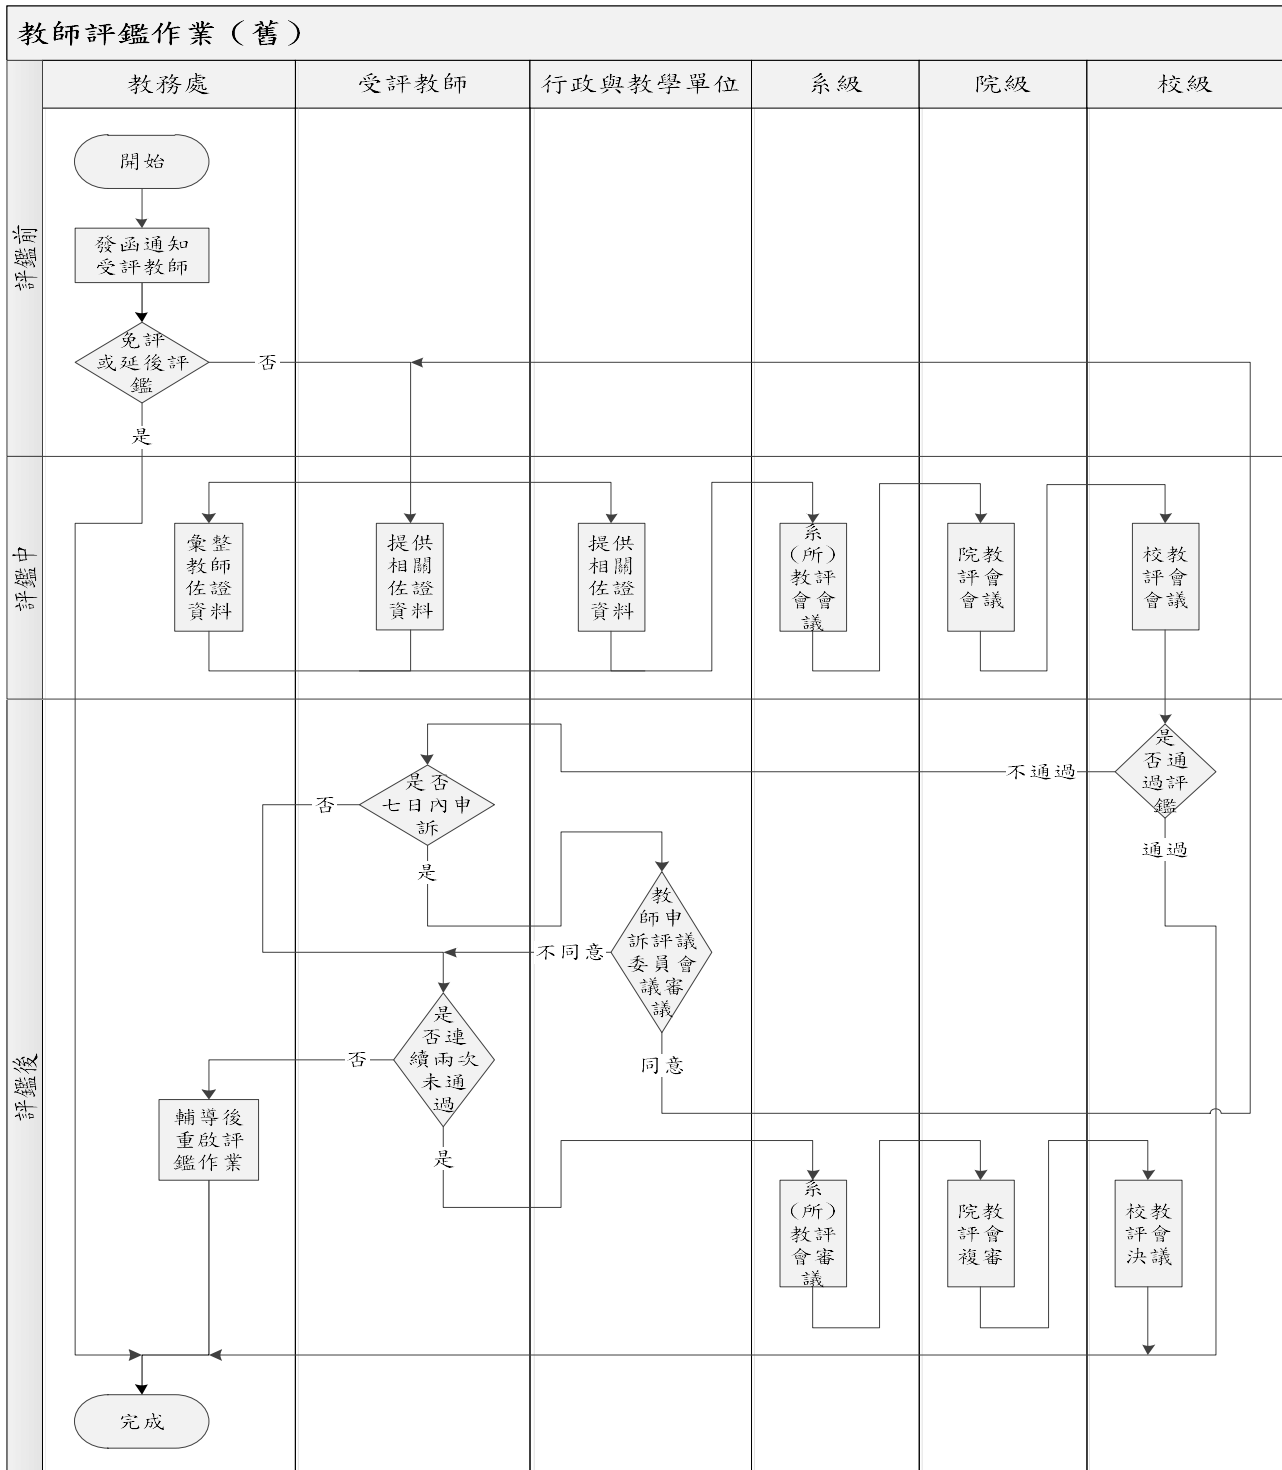 教師評鑑作業（舊）
教務處
受評教師
行政與教學單位
系級
院級
校級
評鑑前
開始
發函通知
受評教師
免評
或延後評
鑑
否
是
評鑑中
彙整
教師
佐證
資料
提供
相關
佐證
資料
提供
相關
佐證
資料
系
（所）
教評
會會
議
院教
評會
會議
校教
評會
會議
評鑑後
是
否通
過評
鑑
不通過
通過
是否
七日內申
訴
否
是
教
師申
訴評議
委員會
議審
議
不同意
同意
是
否連
續兩次
未通
過
否
是
輔導後
重啟評
鑑作業
系
（所）
教評
會審
議
院教
評會
複審
校教
評會
決議
完成